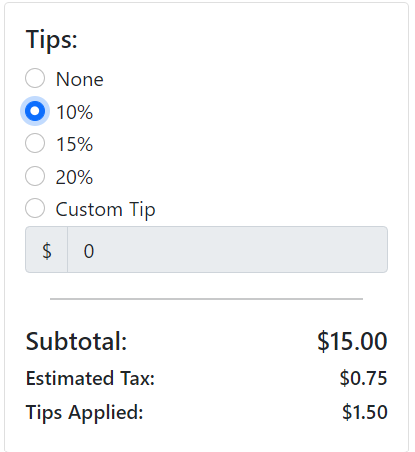 Tips:
None
10%
15%
20%
Custom Tip
$ 0
Subtotal: $15.00
Estimated Tax: $0.75
Tips Applied: $1.50